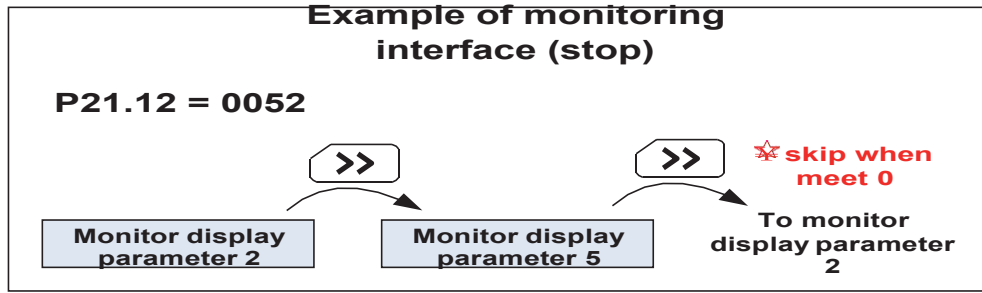 Example of monitoring
interface (stop)
P21.12 = 0052
>>
>>
skip when
meet 0
Monitor display
parameter 2
Monitor display
parameter 5
To monitor
display parameter
2